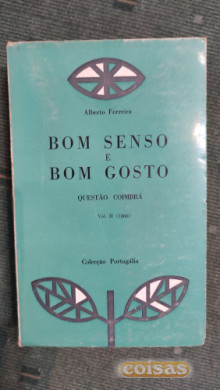 Alberto Ferreira
BOM SENSO
E
BOM GOSTO
QUESTÃO COIMBRÃ
Vol. II (1866)
Colecção Portugália
coisas